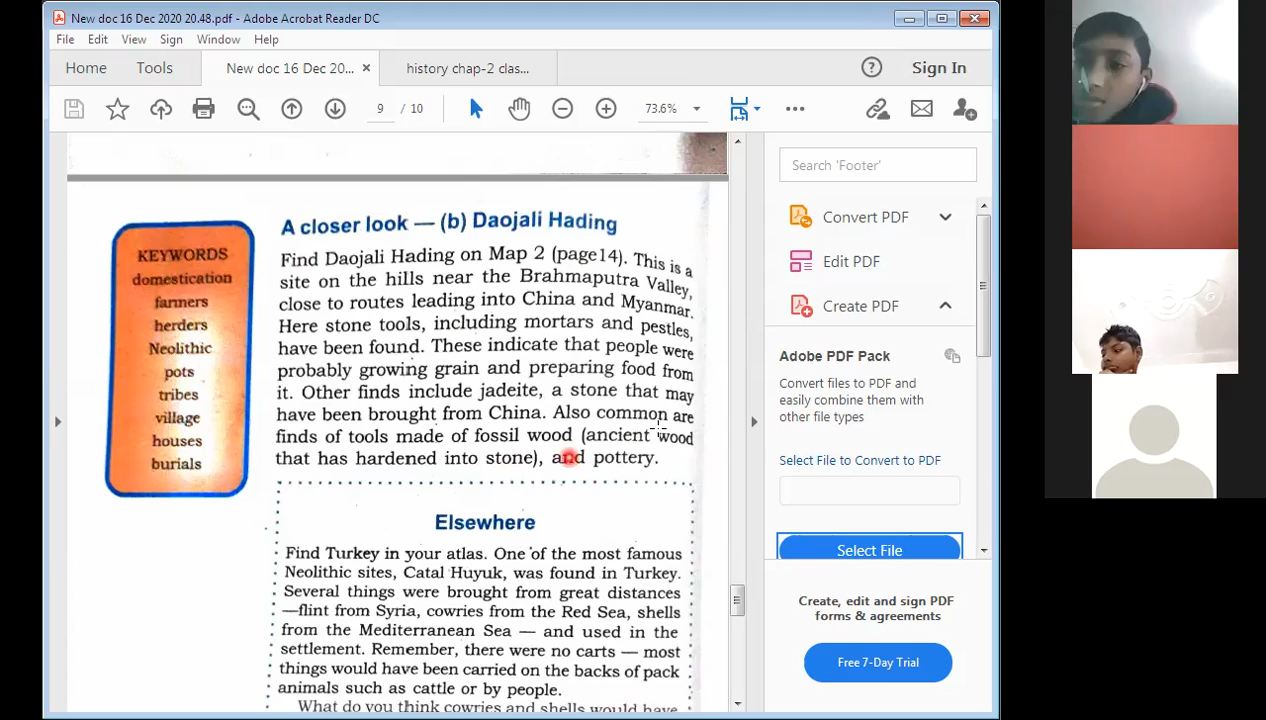 New doc 16 Dec 2020 20.48.pdf - Adobe Acrobat Reader DC
File Edit View Sign Window Help
Home Tools New doc 16 Dec 20... × history chap-2 clas... Sign In
9 / 10 73.6%
A closer look — (b) Daojali Hading
Find Daojali Hading on Map 2 (page14). This is a
site on the hills near the Brahmaputra Valley,
close to routes leading into China and Myanmar.
Here stone tools, including mortars and pestles,
have been found. These indicate that people were
probably growing grain and preparing food from
it. Other finds include jadeite, a stone that may
have been brought from China. Also common are
finds of tools made of fossil wood (ancient wood
that has hardened into stone), and pottery.
KEYWORDS
domestication
farmers
herders
Neolithic
pots
tribes
village
houses
burials
Elsewhere
Find Turkey in your atlas. One of the most famous
Neolithic sites, Catal Huyuk, was found in Turkey.
Several things were brought from great distances
—flint from Syria, cowries from the Red Sea, shells
from the Mediterranean Sea — and used in the
settlement. Remember, there were no carts — most
things would have been carried on the backs of pack
animals such as cattle or by people.
What do you think cowries and shells would have
Search 'Footer'
Convert PDF
Edit PDF
Create PDF
Adobe PDF Pack
Convert files to PDF and
easily combine them with
other file types
Select File to Convert to PDF
Select File
Create, edit and sign PDF
forms & agreements
Free 7-Day Trial